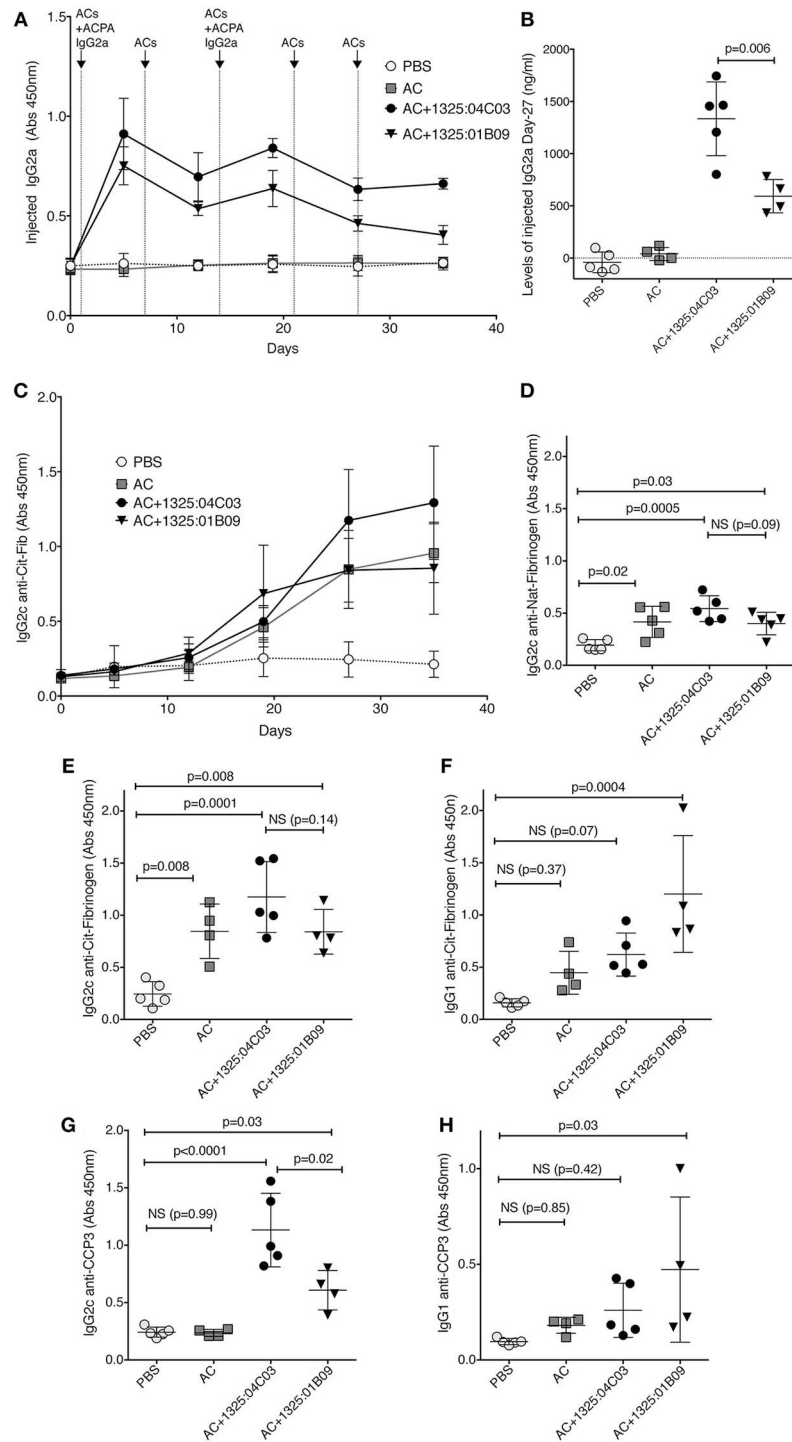 A
ACs
+ACPA
IgG2a
ACs
ACs
+ACPA
IgG2a
ACs
ACs
PBS
AC
AC+1325:04C03
AC+1325:01B09
Injected IgG2a (Abs 450nm)
1.5
1.0
0.5
0.0
0
10
20
30
40
Days
B
p=0.006
Levels of injected IgG2a Day-27 (ng/ml)
2000
1500
1000
500
0
PBS
AC
AC+1325:04C03
AC+1325:01B09
C
PBS
AC
AC+1325:04C03
AC+1325:01B09
IgG2c anti-Cit-Fib (Abs 450nm)
2.0
1.5
1.0
0.5
0.0
0
10
20
30
40
Days
D
p=0.03
p=0.0005
NS (p=0.09)
p=0.02
IgG2c anti-Nat-Fibrinogen (Abs 450nm)
2.0
1.5
1.0
0.5
0.0
PBS
AC
AC+1325:04C03
AC+1325:01B09
E
p=0.008
p=0.0001
NS (p=0.14)
p=0.008
IgG2c anti-Cit-Fibrinogen (Abs 450nm)
2.0
1.5
1.0
0.5
0.0
PBS
AC
AC+1325:04C03
AC+1325:01B09
F
p=0.0004
NS (p=0.07)
NS (p=0.37)
IgG1 anti-Cit-Fibrinogen (Abs 450n)
2.0
1.5
1.0
0.5
0.0
PBS
AC
AC+1325:04C03
AC+1325:01B09
G
p=0.03
p<0.0001
p=0.02
NS (p=0.99)
IgG2c anti-CCP3 (Abs 450nm)
2.0
1.5
1.0
0.5
0.0
PBS
AC
AC+1325:04C03
AC+1325:01B09
H
p=0.03
NS (p=0.42)
NS (p=0.85)
IgG1 anti-CCP3 (Abs 450nm)
1.0
0.5
0.0
PBS
AC
AC+1325:04C03
AC+1325:01B09